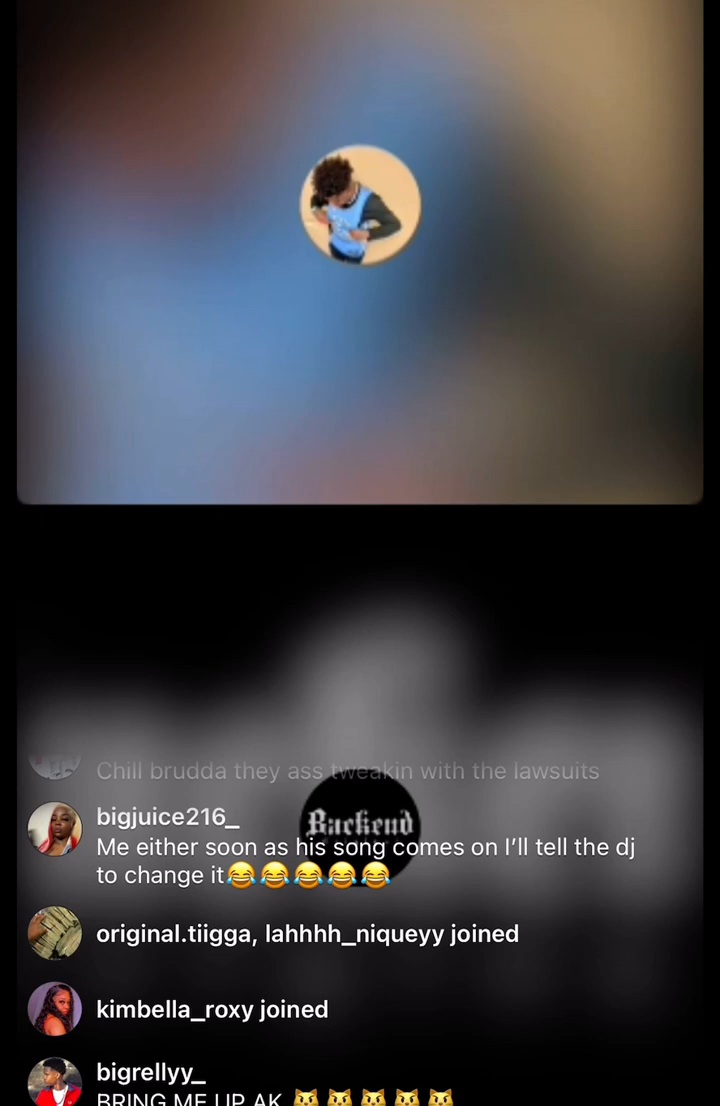 Chill brudda they ass tweakin with the lawsuits
Backend
bigjuice216_
Me either soon as his song comes on I’ll tell the dj
to change it😂😂😂😂😂
original.tiigga, lahhhh_niqueyy joined
kimbella_roxy joined
bigrellyy_
BRING ME UP AK 😼😼😼😼😼